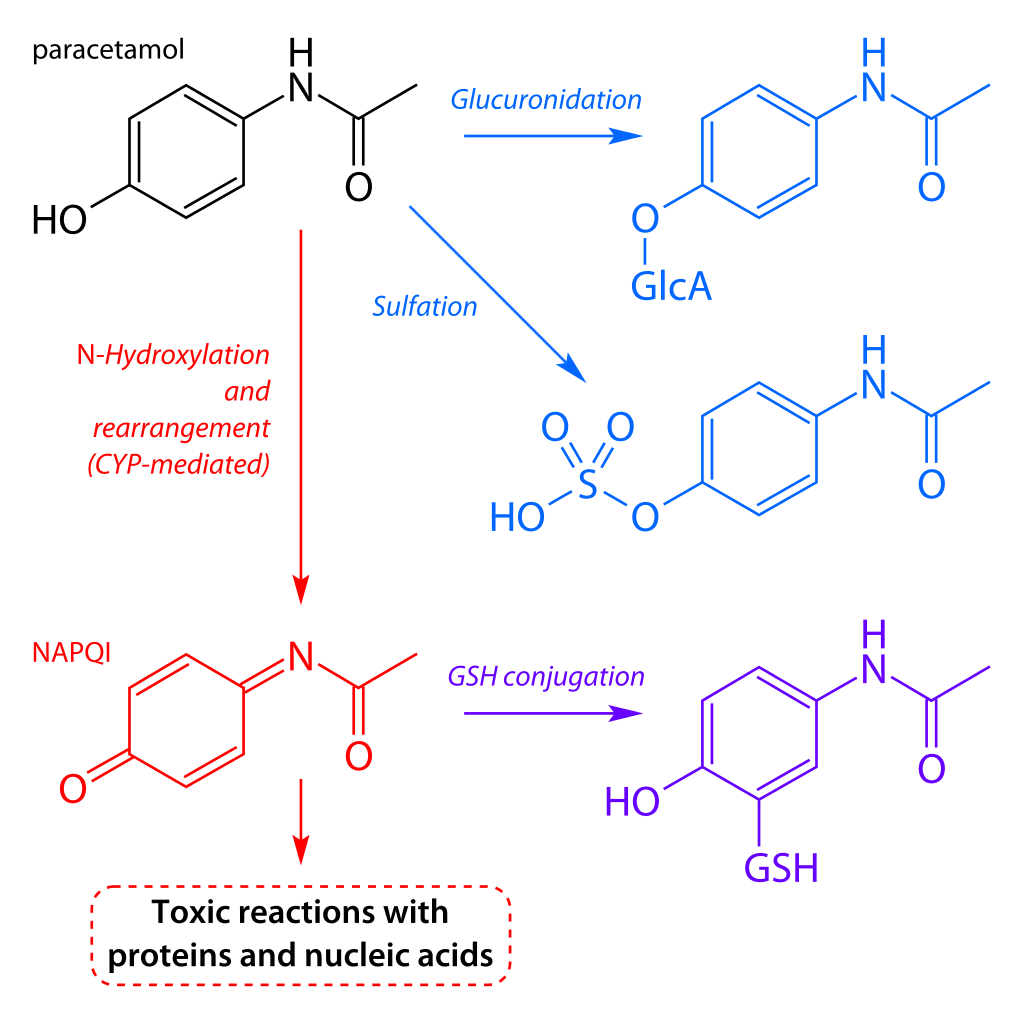 paracetamol
H
N
O
HO
Glucuronidation
H
N
O
O
GlcA
Sulfation
N-Hydroxylation
and
rearrangement
(CYP-mediated)
H
N
O
O O
S
HO O
NAPQI
N
O
O
GSH conjugation
H
N
O
HO
GSH
Toxic reactions with
proteins and nucleic acids